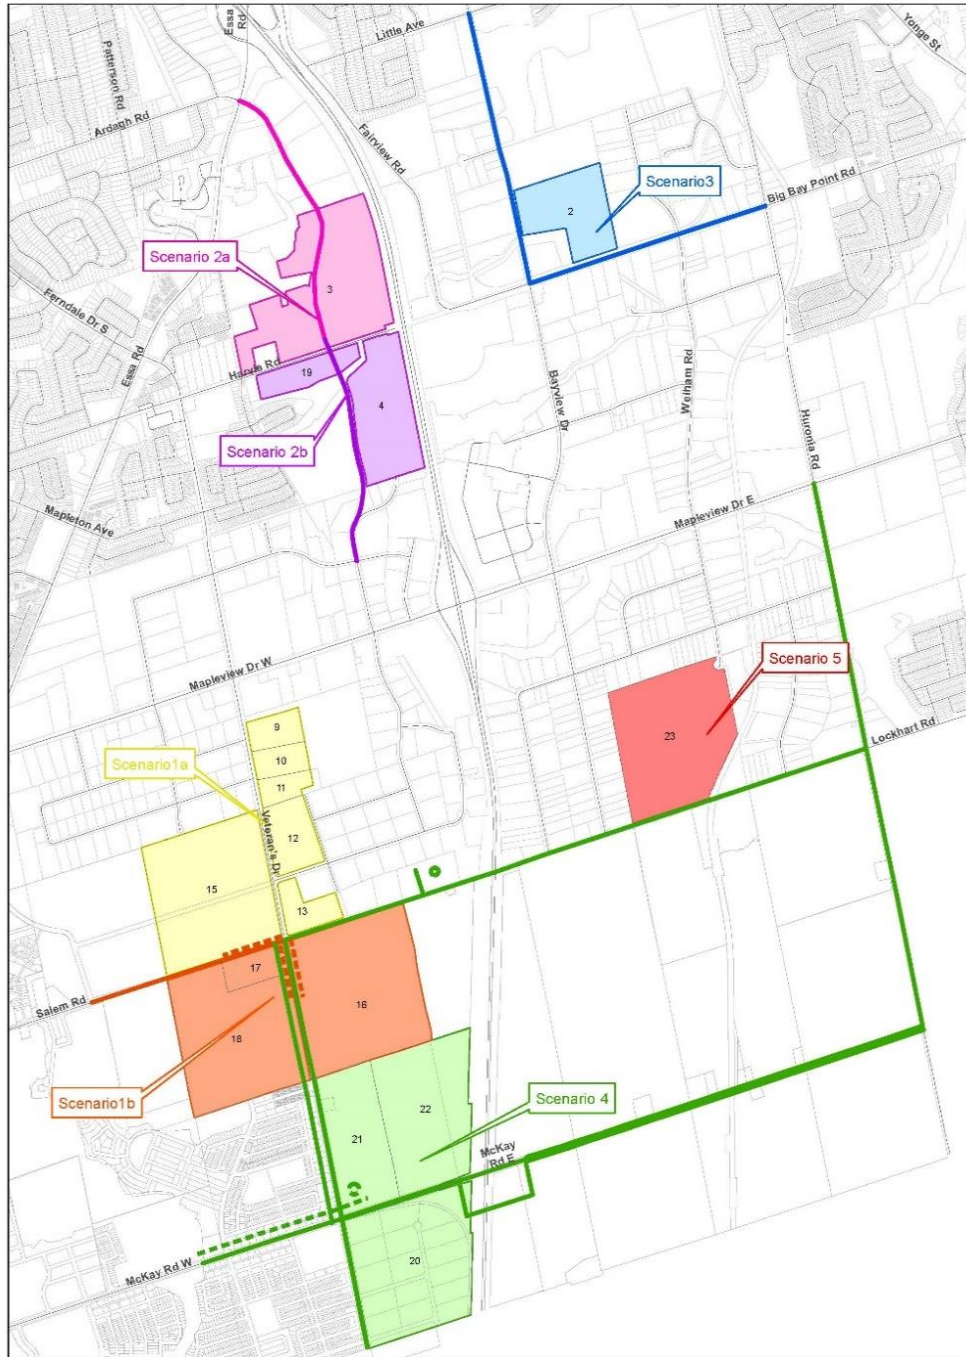 Essa
Rd
Little Ave
Yonge St
Patterson Rd
Ardagh Rd
Fairview Rd
Scenario3
2
Big Bay Point Rd
Scenario 2a
3
Ferndale Dr S
Essa Rd
Harvie Rd
19
4
Bayview Dr
Welham Rd
Huronia Rd
Scenario 2b
Mapleton Ave
Mapleview Dr E
Mapleview Dr W
Scenario 5
23
Lockhart Rd
9
Scenario1a
10
11
Veteran's Dr
12
15
13
17
Salem Rd
16
18
Scenario1b
Scenario 4
22
21
McKay
Rd E
20
McKay Rd W